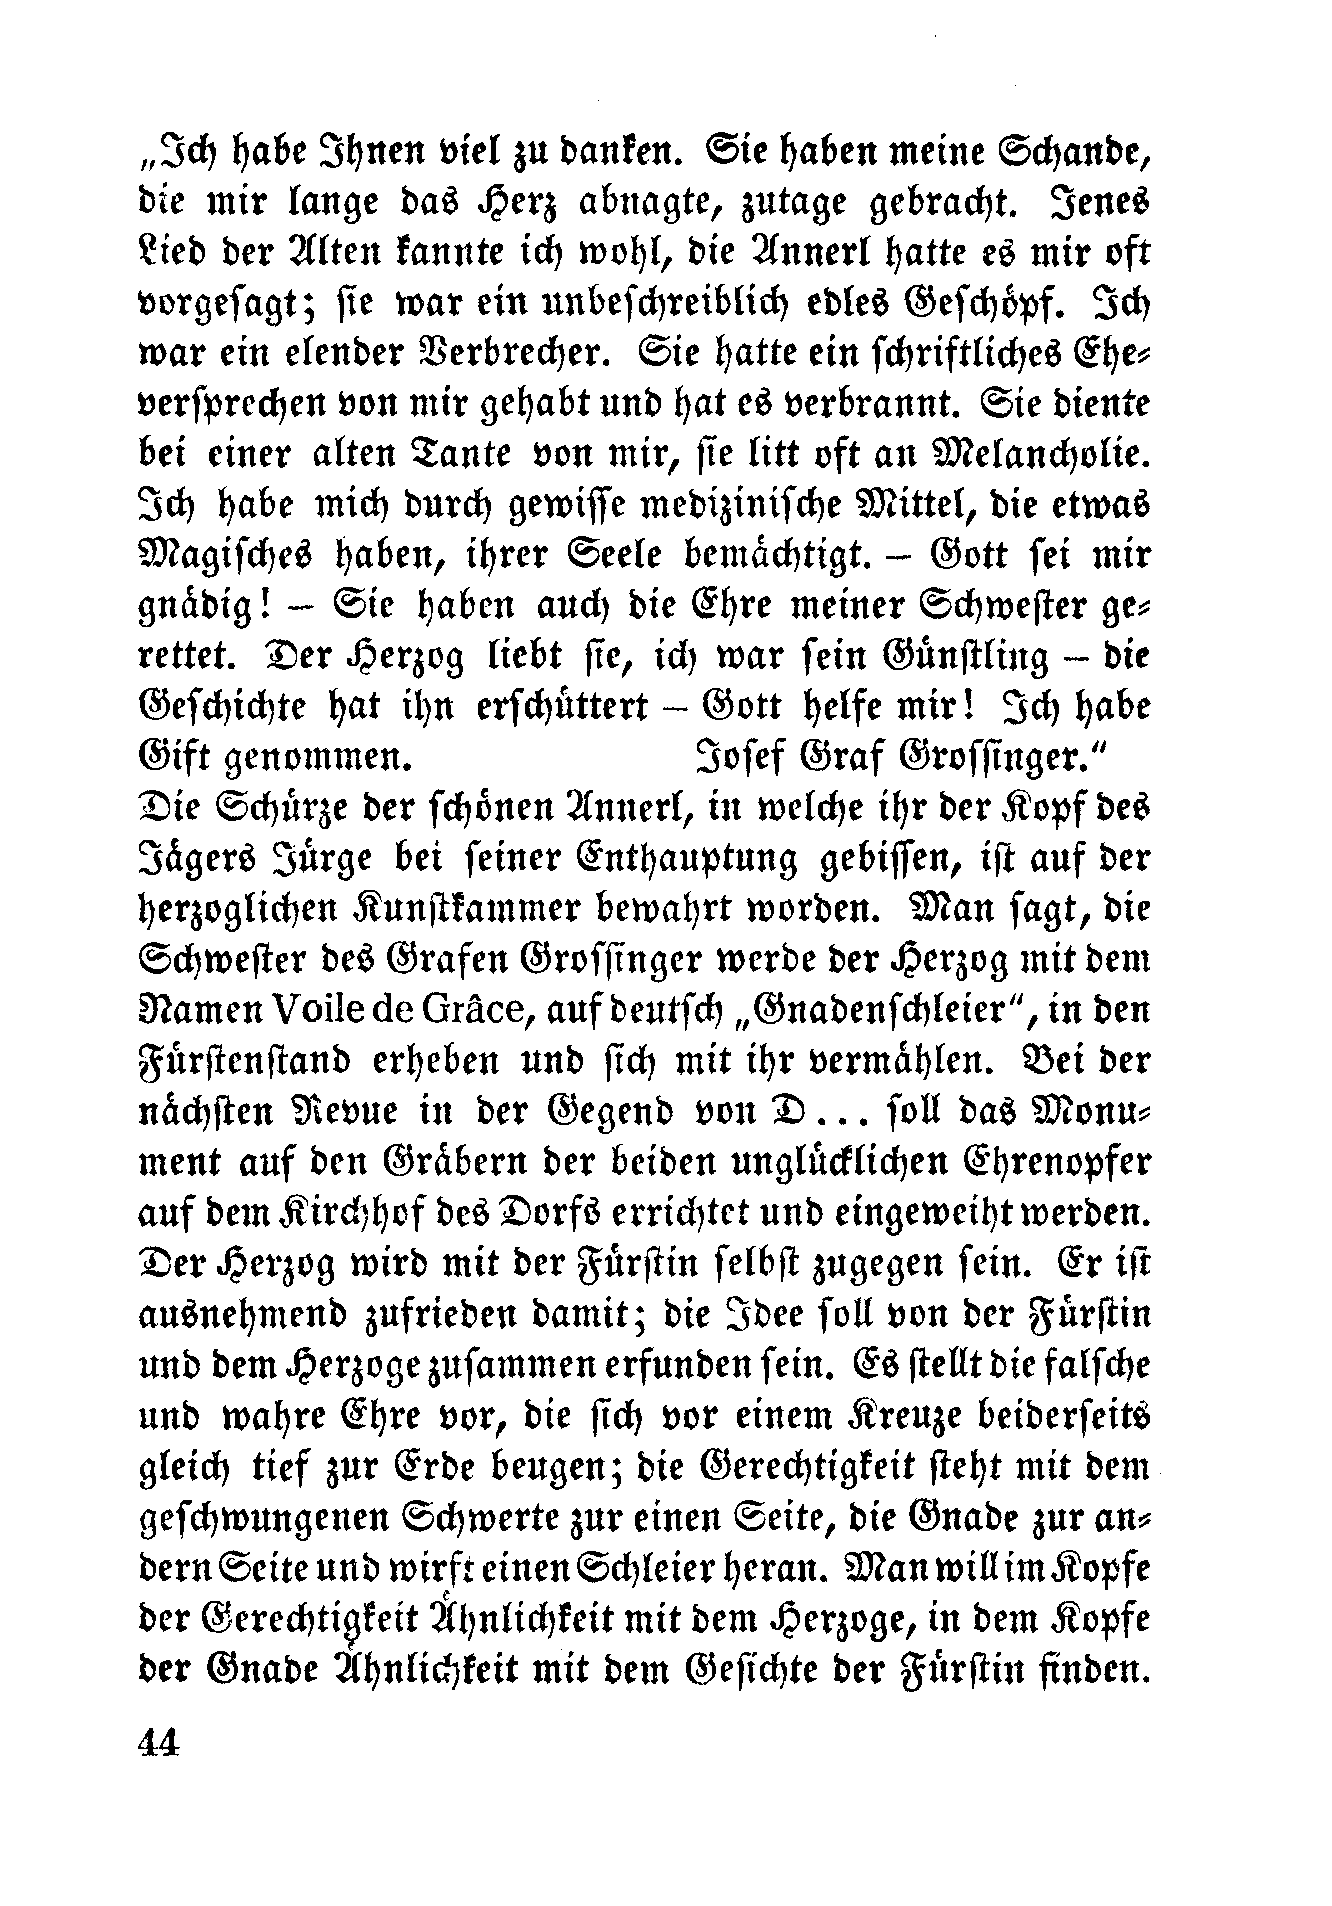 „Ich habe Ihnen viel zu danken. Sie haben meine Schande,
die mir lange das Herz abnagte, zutage gebracht. Jenes
Lied der Alten kannte ich wohl, die Annerl hatte es mir oft
vorgesagt; sie war ein unbeschreiblich edles Geschöpf. Ich
war ein elender Verbrecher. Sie hatte ein schriftliches Ehe-
versprechen von mir gehabt und hat es verbrannt. Sie diente
bei einer alten Tante von mir, sie litt oft an Melancholie.
Ich habe mich durch gewisse medizinische Mittel, die etwas
Magisches haben, ihrer Seele bemächtigt. – Gott sei mir
gnädig! – Sie haben auch die Ehre meiner Schwester ge-
rettet. Der Herzog liebt sie, ich war sein Günstling – die
Geschichte hat ihn erschüttert – Gott helfe mir! Ich habe
Gift genommen. Josef Graf Grossinger.“
Die Schürze der schönen Annerl, in welche ihr der Kopf des
Jägers Jürge bei seiner Enthauptung gebissen, ist auf der
herzoglichen Kunstkammer bewahrt worden. Man sagt, die
Schwester des Grafen Grossinger werde der Herzog mit dem
Namen Voile de Grâce, auf deutsch „Gnadenschleier“, in den
Fürstenstand erheben und sich mit ihr vermählen. Bei der
nächsten Revue in der Gegend von D... soll das Monu-
ment auf den Gräbern der beiden unglücklichen Ehrenopfer
auf dem Kirchhof des Dorfs errichtet und eingeweiht werden.
Der Herzog wird mit der Fürstin selbst zugegen sein. Er ist
ausnehmend zufrieden damit; die Idee soll von der Fürstin
und dem Herzoge zusammen erfunden sein. Es stellt die falsche
und wahre Ehre vor, die sich vor einem Kreuze beiderseits
gleich tief zur Erde beugen; die Gerechtigkeit steht mit dem
geschwungenen Schwerte zur einen Seite, die Gnade zur an-
dern Seite und wirft einen Schleier heran. Man will im Kopfe
der Gerechtigkeit Ähnlichkeit mit dem Herzoge, in dem Kopfe
der Gnade Ähnlichkeit mit dem Gesichte der Fürstin finden.
44